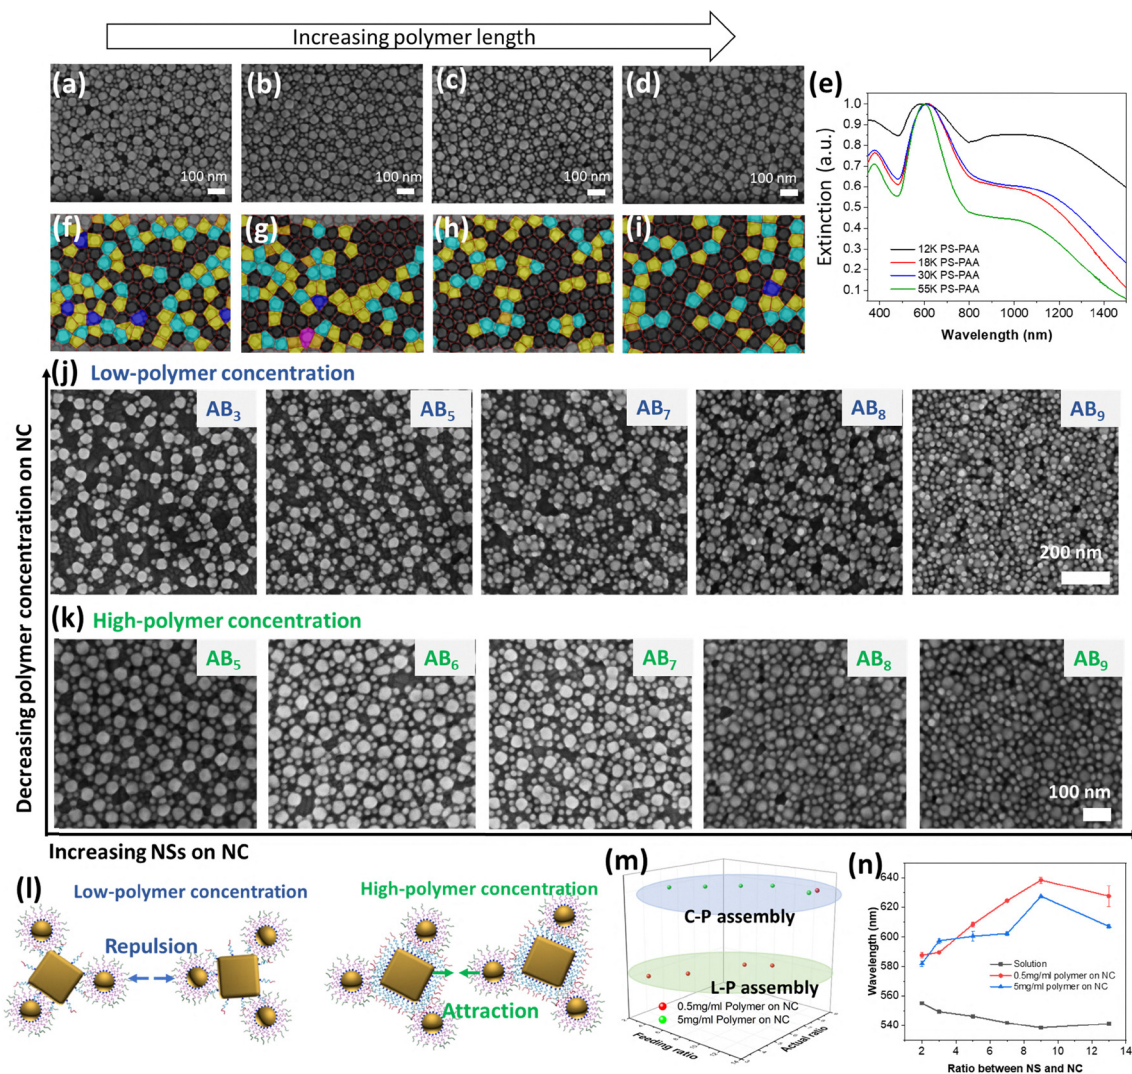 Increasing polymer length
(a)
100 nm
(b)
100 nm
(c)
100 nm
(d)
100 nm
(e)
Extinction (a.u.)
1.0
0.9
0.8
0.7
0.6
0.5
0.4
0.3
0.2
0.1
12K PS-PAA
18K PS-PAA
30K PS-PAA
55K PS-PAA
400 600 800 1000 1200 1400
Wavelength (nm)
(f)
(g)
(h)
(i)
Decreasing polymer concentration on NC
(j) Low-polymer concentration
AB3
AB5
AB7
AB8
AB9
200 nm
(k) High-polymer concentration
AB5
AB6
AB7
AB8
AB9
100 nm
Increasing NSs on NC
(l) Low-polymer concentration
Repulsion
High-polymer concentration
Attraction
(m)
C-P assembly
L-P assembly
0.5mg/ml Polymer on NC
5mg/ml Polymer on NC
Feeding ratio
Actual ratio
(n)
Wavelength (nm)
640
620
600
580
560
540
Solution
0.5mg/ml polymer on NC
5mg/ml polymer on NC
2 4 6 8 10 12 14
Ratio between NS and NC